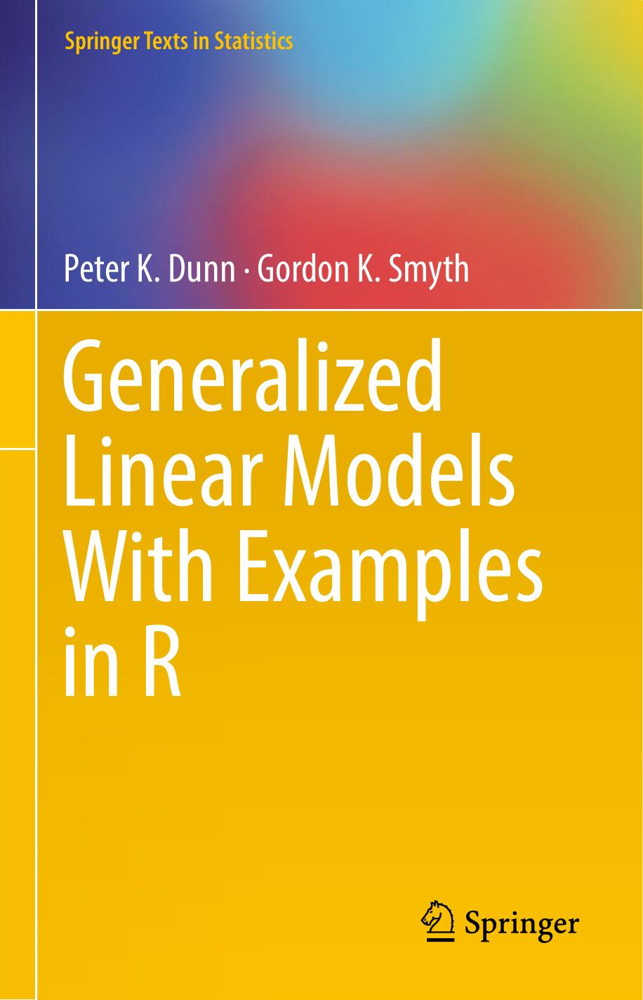 Springer Texts in Statistics
Peter K. Dunn · Gordon K. Smyth
Generalized
Linear Models
With Examples
in R
Springer